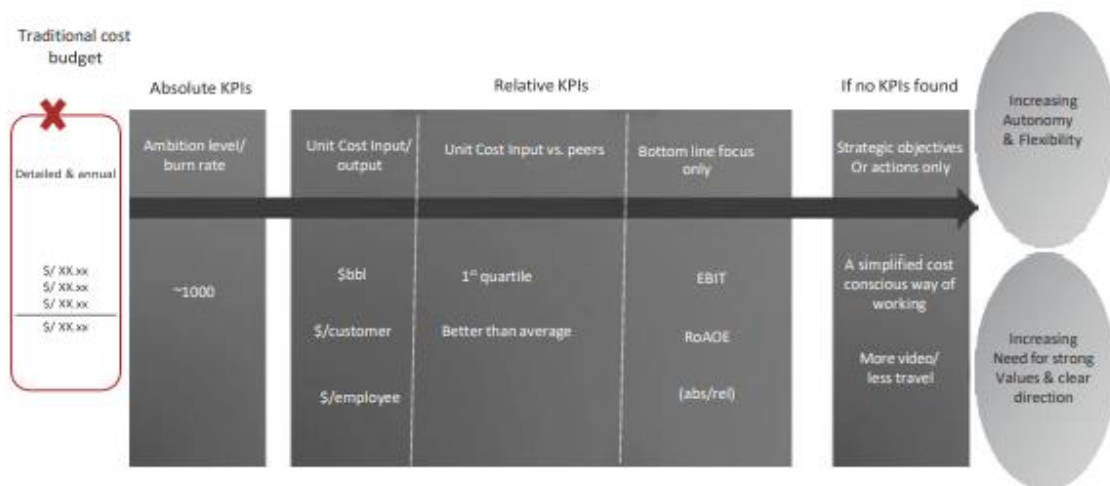 Traditional cost
budget
Detailed & annual
$/ XX.xx
$/ XX.xx
$/ XX.xx
$/ XX.xx
Absolute KPIs
Ambition level/
burn rate
~1000
Relative KPIs
Unit Cost Input/
output
$bbl
$/customer
$/employee
Unit Cost Input vs. peers
1st quartile
Better than average
Bottom line focus
only
EBIT
RoAOE
(abs/rel)
If no KPIs found
Strategic objectives
Or actions only
A simplified cost
conscious way of
working
More video/
less travel
Increasing
Autonomy
& Flexibility
Increasing
Need for strong
Values & clear
direction